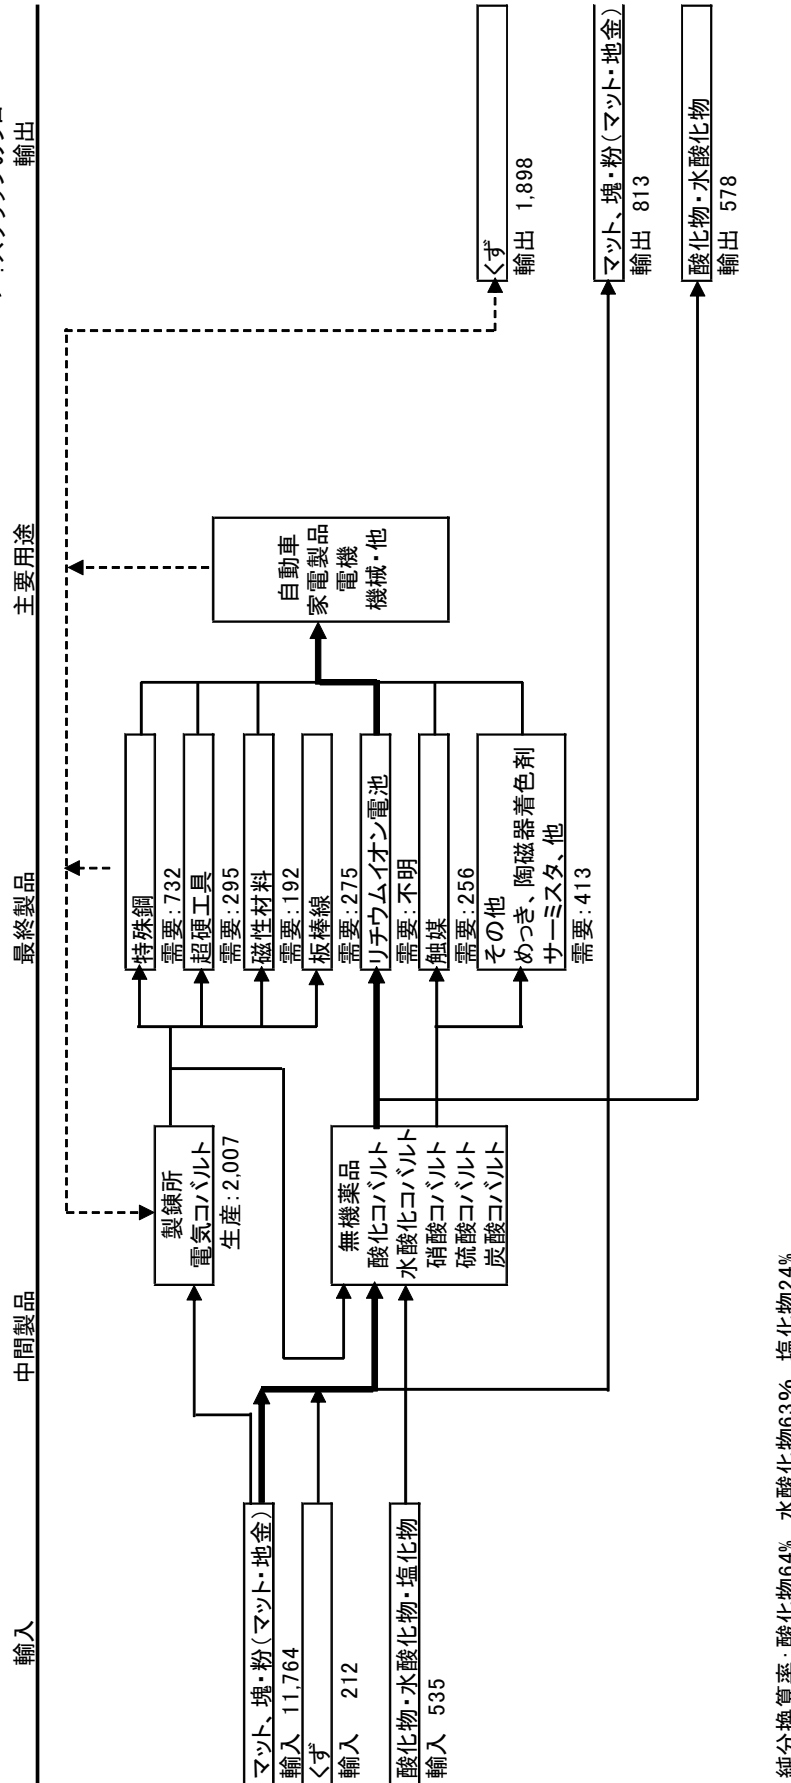 輸入
中間製品
最終製品
主要用途
輸出
マット、塊・粉(マット・地金)
輸入 11,764
くず
輸入 212
酸化物・水酸化物・塩化物
輸入 535
製錬所
電気コバルト
生産:2,007
無機薬品
酸化コバルト
水酸化コバルト
硝酸コバルト
硫酸コバルト
炭酸コバルト
特殊鋼
需要:732
超硬工具
需要:295
磁性材料
需要:192
板棒線
需要:275
リチウムイオン電池
需要:不明
触媒
需要:256
その他
めっき、陶磁器着色剤
サーミスタ、他
需要:413
自動車
家電製品
電機
機械・他
くず
輸出 1,898
マット、塊・粉(マット・地金)
輸出 813
酸化物・水酸化物
輸出 578
純分換算率:酸化物64%、水酸化物63%、塩化物24%